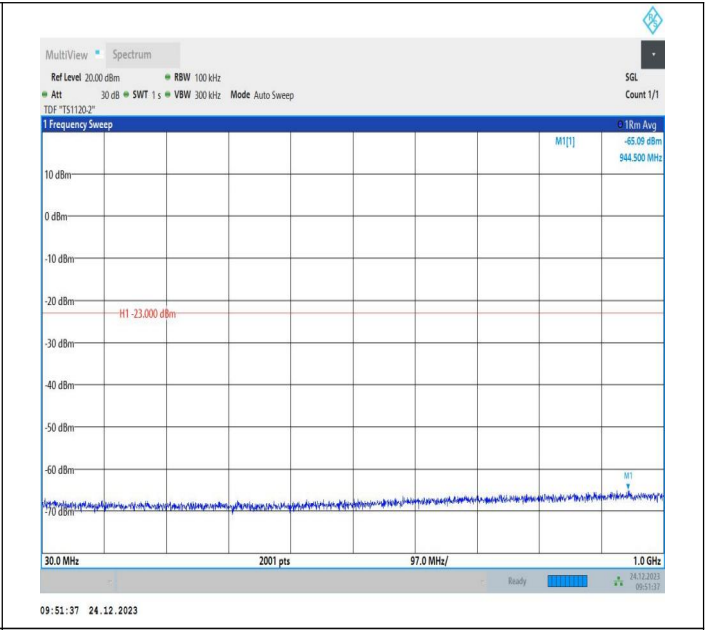 R&S
MultiView Spectrum
Ref Level 20.00 dBm RBW 100 kHz SGL
Att 30 dB SWT 1 s VBW 300 kHz Mode Auto Sweep Count 1/1
TDF "TS1120-2"
1 Frequency Sweep 1Rm Avg
M1[1] -65.09 dBm
944.500 MHz
10 dBm
0 dBm
-10 dBm
-20 dBm
H1 -23.000 dBm
-30 dBm
-40 dBm
-50 dBm
-60 dBm
M1
-70 dBm
30.0 MHz 2001 pts 97.0 MHz/ 1.0 GHz
Ready 24.12.2023
09:51:37
09:51:37 24.12.2023